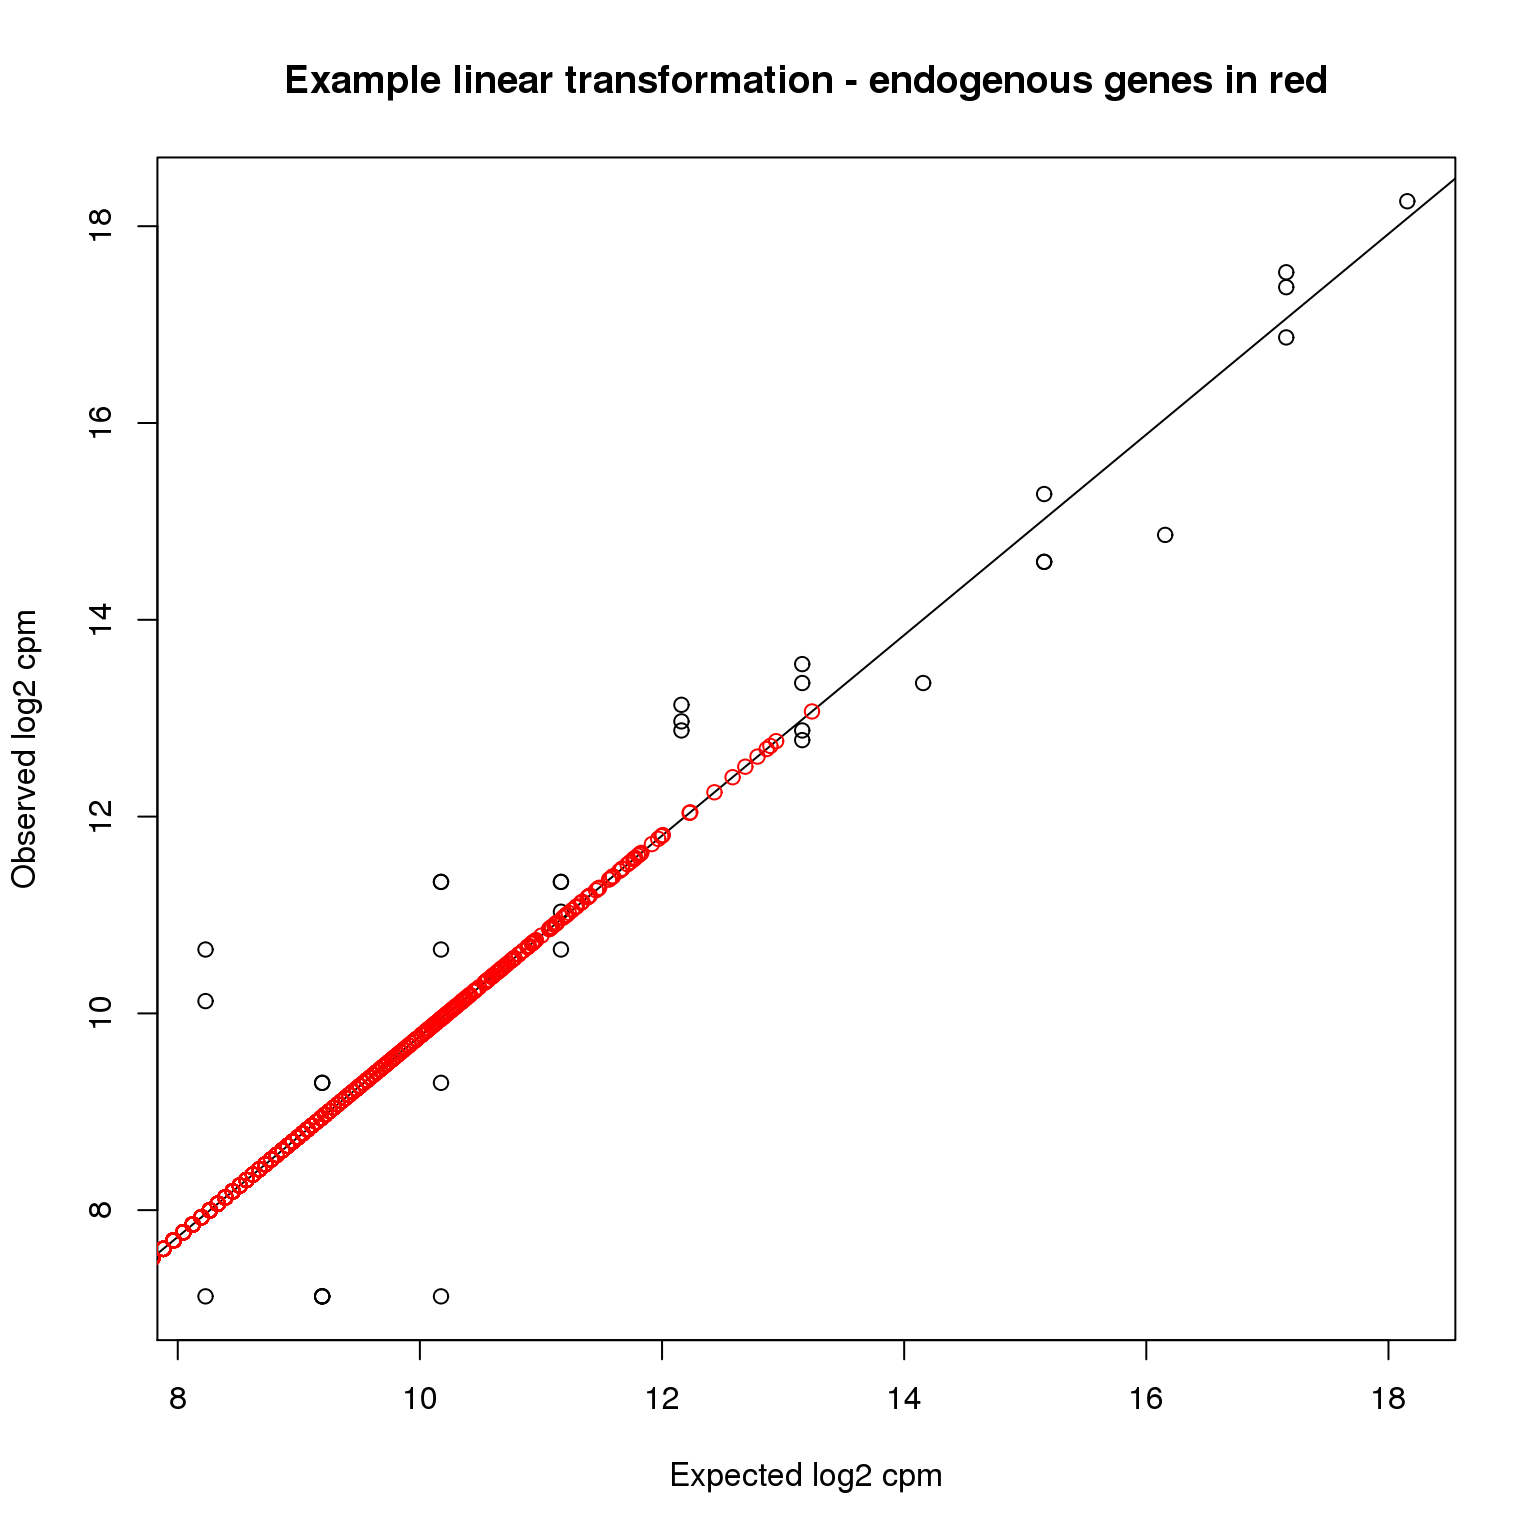 Example linear transformation - endogenous genes in red
Observed log2 cpm
18
16
14
12
10
8
8 10 12 14 16 18
Expected log2 cpm